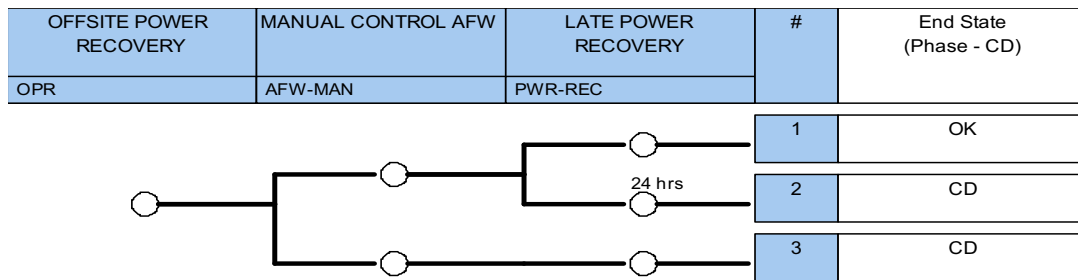 OFFSITE POWER
RECOVERY
MANUAL CONTROL AFW
LATE POWER
RECOVERY
#
End State
(Phase - CD)
OPR
AFW-MAN
PWR-REC
1
OK
24 hrs
2
CD
3
CD